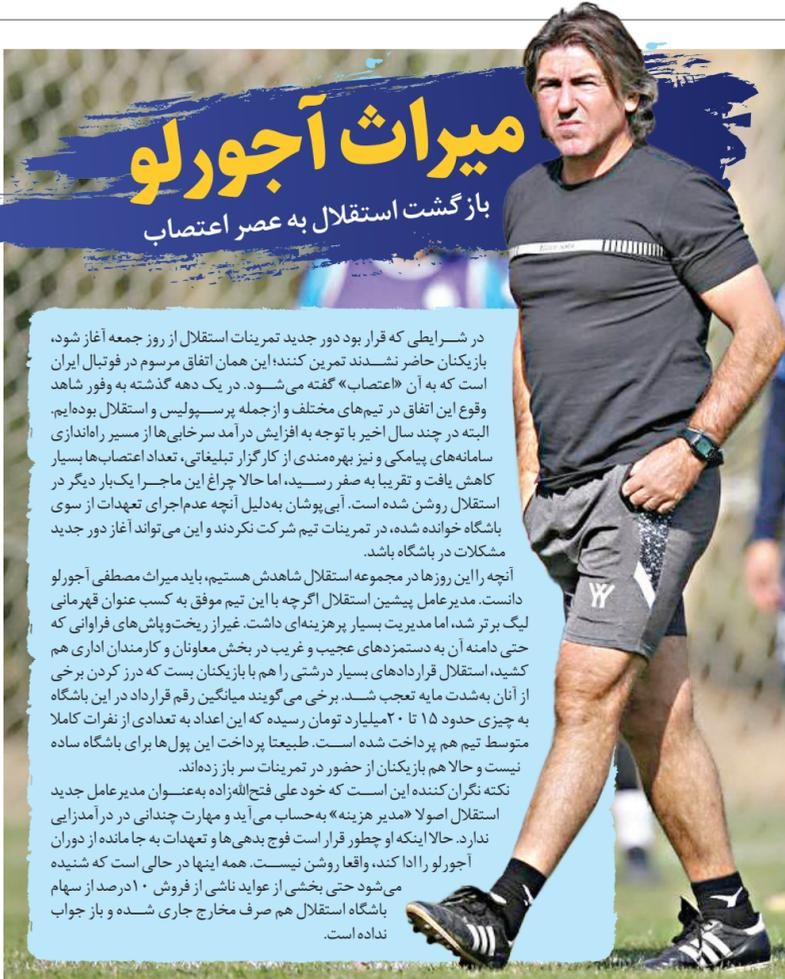 میراث آجورلو
بازگشت استقلال به عصر اعتصاب
در شرایطی که قرار بود دور جدید تمرینات استقلال از روز جمعه آغاز شود،
بازیکنان حاضر نشدند تمرین کنند؛ این همان اتفاق مرسوم در فوتبال ایران
است که به آن «اعتصاب» گفته می‌شود. در یک دهه گذشته به وفور شاهد
وقوع این اتفاق در تیم‌های مختلف و ازجمله پرسپولیس و استقلال بوده‌ایم.
البته در چند سال اخیر با توجه به افزایش درآمد سرخابی‌ها از مسیر راه‌اندازی
سامانه‌های پیامکی و نیز بهره‌مندی از کارگزار تبلیغاتی، تعداد اعتصاب‌ها بسیار
کاهش یافت و تقریبا به صفر رسید، اما حالا چراغ این ماجرا یک‌بار دیگر در
استقلال روشن شده است. آبی‌پوشان به‌دلیل آنچه عدم‌اجرای تعهدات از سوی
باشگاه خوانده شده، در تمرینات تیم شرکت نکردند و این می‌تواند آغاز دور جدید
مشکلات در باشگاه باشد.
آنچه را این روزها در مجموعه استقلال شاهدش هستیم، باید میراث مصطفی آجورلو
دانست. مدیرعامل پیشین استقلال اگرچه با این تیم موفق به کسب عنوان قهرمانی
لیگ برتر شد، اما مدیریت بسیار پرهزینه‌ای داشت. غیراز ریخت‌وپاش‌های فراوانی که
حتی دامنه آن به دستمزدهای عجیب و غریب در بخش معاونان و کارمندان اداری هم
کشید، استقلال قراردادهای بسیار درشتی را هم با بازیکنان بست که درز کردن برخی
از آنان به‌شدت مایه تعجب شد. برخی می‌گویند میانگین رقم قرارداد در این باشگاه
به چیزی حدود ۱۵ تا ۲۰میلیارد تومان رسیده که این اعداد به تعدادی از نفرات کاملا
متوسط تیم هم پرداخت شده است. طبیعتا پرداخت این پول‌ها برای باشگاه ساده
نیست و حالا هم بازیکنان از حضور در تمرینات سر باز زده‌اند.
نکته نگران‌کننده این است که خود علی فتح‌الله‌زاده به‌عنوان مدیرعامل جدید
استقلال اصولا «مدیر هزینه» به‌حساب می‌آید و مهارت چندانی در درآمدزایی
ندارد. حالا اینکه او چطور قرار است فوج بدهی‌ها و تعهدات به جا مانده از دوران
آجورلو را ادا کند، واقعا روشن نیست. همه اینها در حالی است که شنیده
می‌شود حتی بخشی از عواید ناشی از فروش ۱۰درصد از سهام
باشگاه استقلال هم صرف مخارج جاری شده و باز جواب
نداده است.